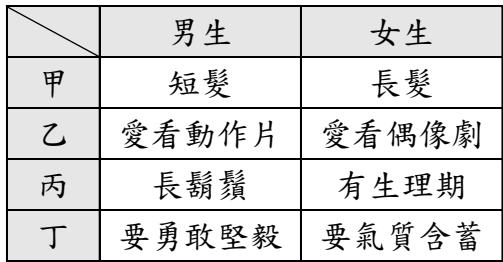 男生 女生
甲 短髮 長髮
乙 愛看動作片 愛看偶像劇
丙 長鬍鬚 有生理期
丁 要勇敢堅毅 要氣質含蓄